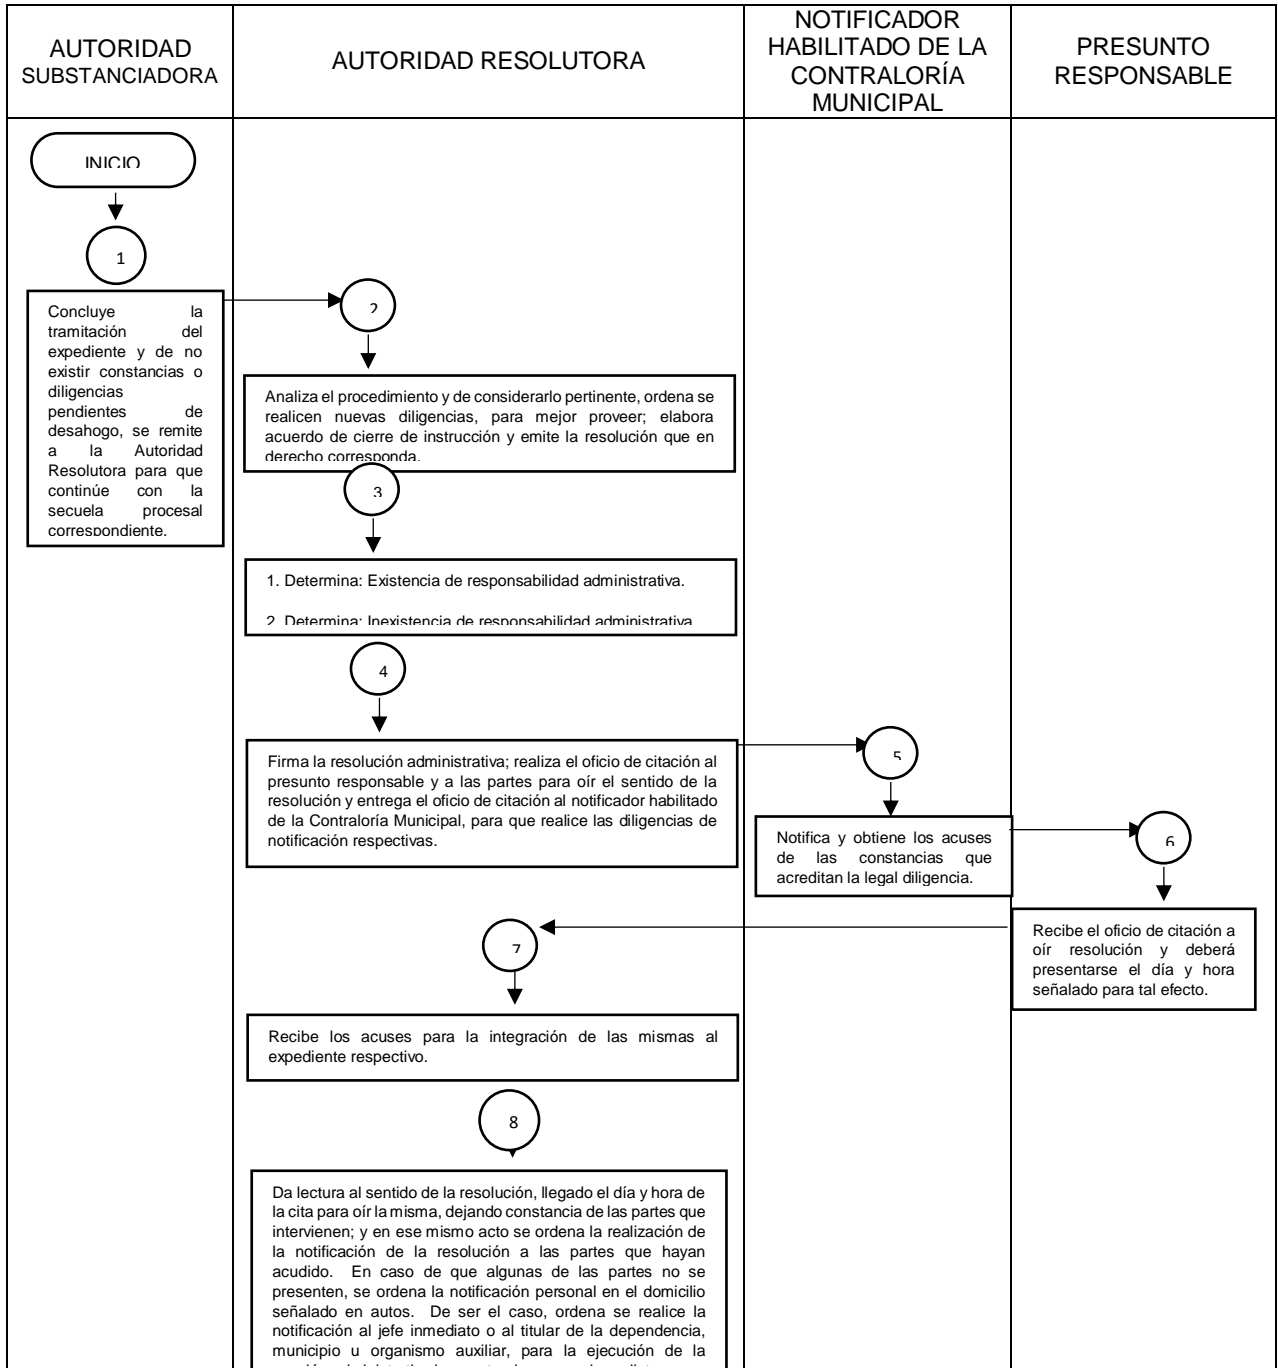 AUTORIDAD
SUBSTANCIADORA
AUTORIDAD RESOLUTORA
NOTIFICADOR
HABILITADO DE LA
CONTRALORÍA
MUNICIPAL
PRESUNTO
RESPONSABLE
INICIO
1
Concluye la
tramitación del
expediente y de no
existir constancias o
diligencias
pendientes de
desahogo, se remite
a la Autoridad
Resolutora para que
continúe con la
secuela procesal
correspondiente.
2
Analiza el procedimiento y de considerarlo pertinente, ordena se
realicen nuevas diligencias, para mejor proveer; elabora
acuerdo de cierre de instrucción y emite la resolución que en
derecho corresponda.
3
1. Determina: Existencia de responsabilidad administrativa.
2. Determina: Inexistencia de responsabilidad administrativa
4
Firma la resolución administrativa; realiza el oficio de citación al
presunto responsable y a las partes para oír el sentido de la
resolución y entrega el oficio de citación al notificador habilitado
de la Contraloría Municipal, para que realice las diligencias de
notificación respectivas.
5
Notifica y obtiene los acuses
de las constancias que
acreditan la legal diligencia.
6
Recibe el oficio de citación a
oír resolución y deberá
presentarse el día y hora
señalado para tal efecto.
7
Recibe los acuses para la integración de las mismas al
expediente respectivo.
8
Da lectura al sentido de la resolución, llegado el día y hora de
la cita para oír la misma, dejando constancia de las partes que
intervienen; y en ese mismo acto se ordena la realización de
la notificación de la resolución a las partes que hayan
acudido. En caso de que algunas de las partes no se
presenten, se ordena la notificación personal en el domicilio
señalado en autos. De ser el caso, ordena se realice la
notificación al jefe inmediato o al titular de la dependencia,
municipio u organismo auxiliar, para la ejecución de la